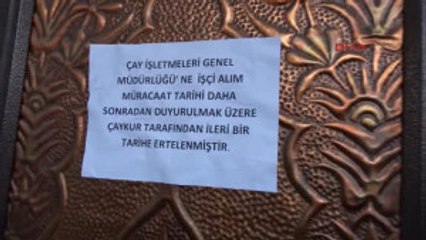 ÇAY İŞLETMELERİ GENEL
MÜDÜRLÜĞÜ' NE İŞÇİ ALIM
MÜRACAAT TARİHİ DAHA
SONRADAN DUYURULMAK ÜZERE
ÇAYKUR TARAFINDAN İLERİ BİR
TARİHE ERTELENMİŞTİR.